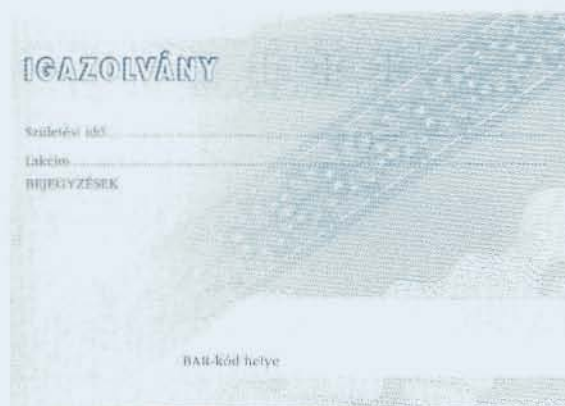 IGAZOLVÁNY
Születési idő
Lakcím
BEJEGYZÉSEK
BAR-kód helye